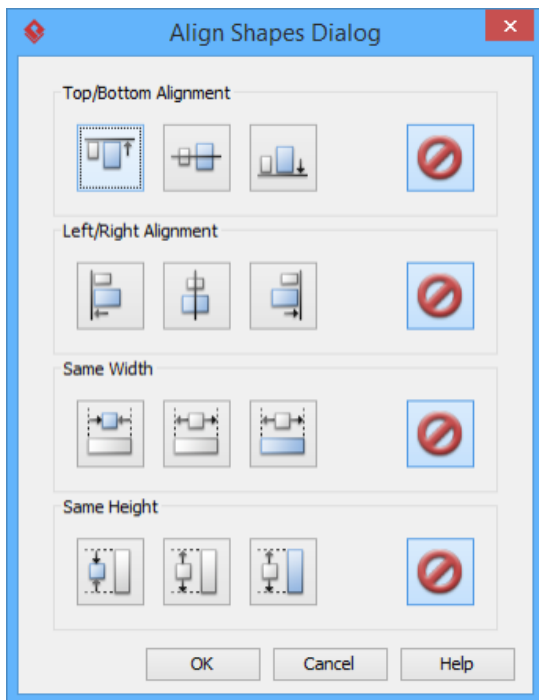 Align Shapes Dialog
Top/Bottom Alignment
Left/Right Alignment
Same Width
Same Height
OK Cancel Help